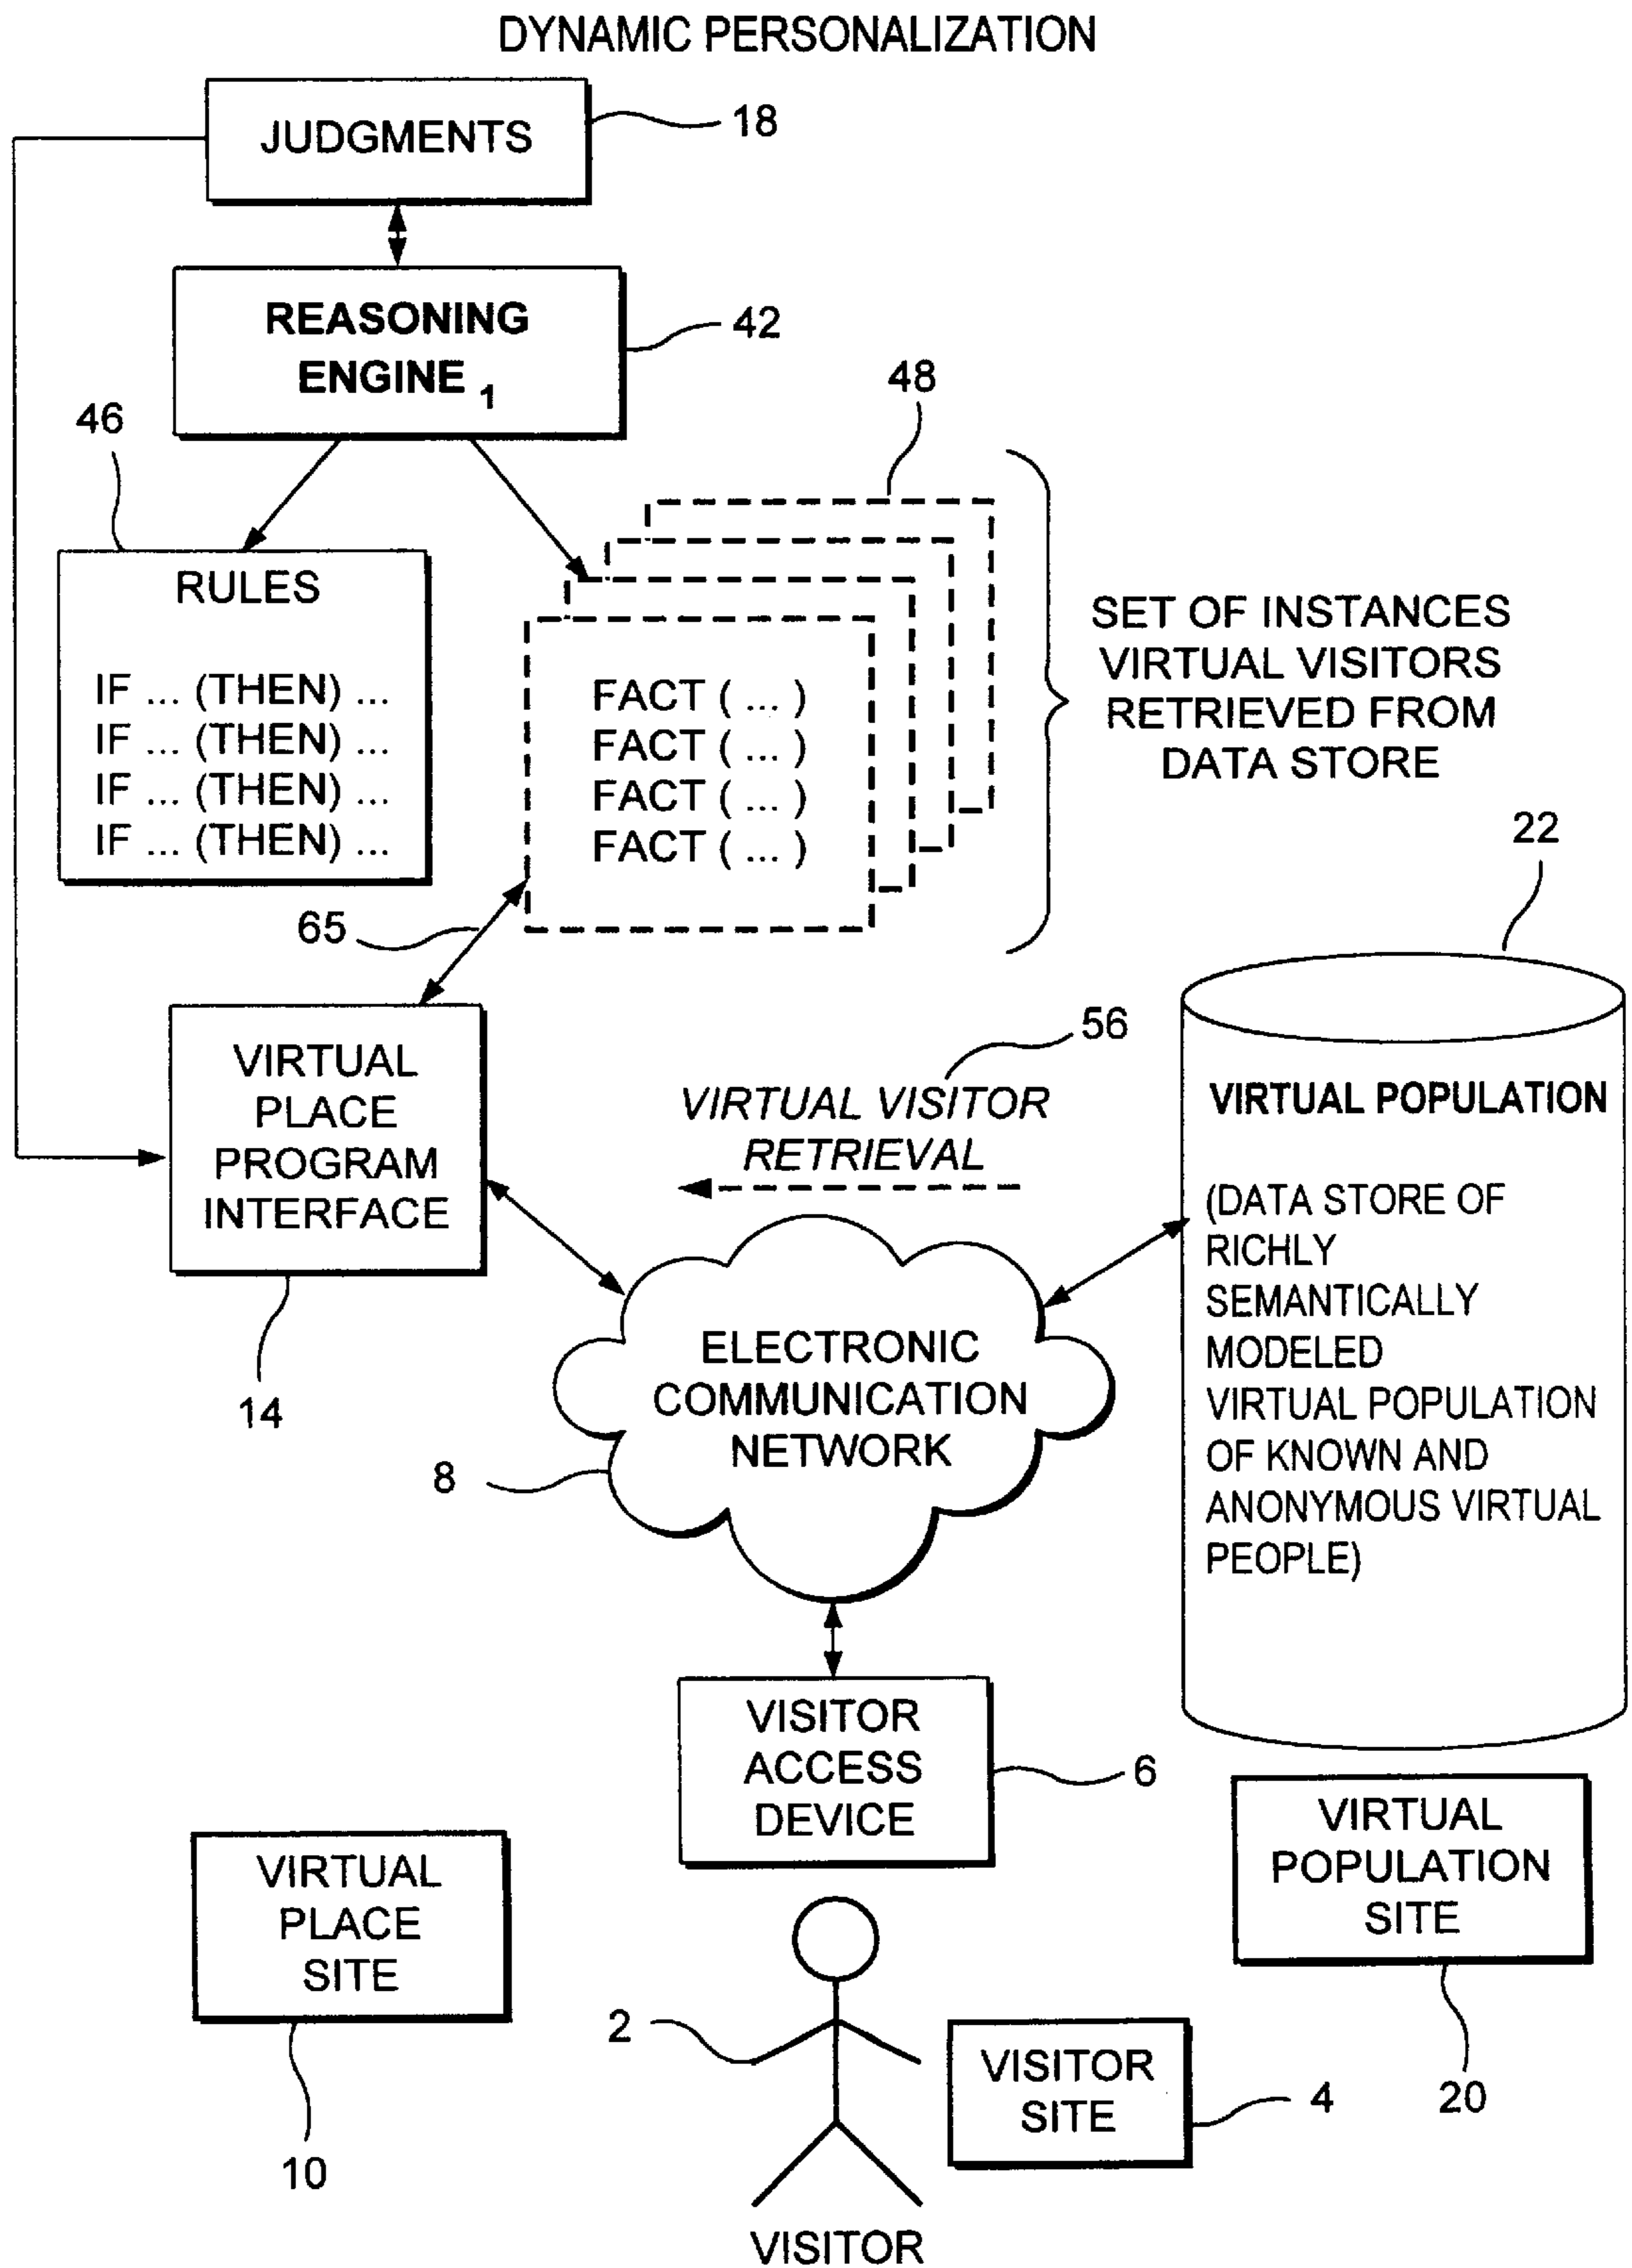 DYNAMIC PERSONALIZATION
JUDGMENTS
18
REASONING
ENGINE 1
42
46
48
RULES
IF ... (THEN) ...
IF ... (THEN) ...
IF ... (THEN) ...
IF ... (THEN) ...
FACT ( ... )
FACT ( ... )
FACT ( ... )
FACT ( ... )
SET OF INSTANCES
VIRTUAL VISITORS
RETRIEVED FROM
DATA STORE
65
22
VIRTUAL
PLACE
PROGRAM
INTERFACE
14
56
VIRTUAL VISITOR
RETRIEVAL
VIRTUAL POPULATION
(DATA STORE OF
RICHLY
SEMANTICALLY
MODELED
VIRTUAL POPULATION
OF KNOWN AND
ANONYMOUS VIRTUAL
PEOPLE)
ELECTRONIC
COMMUNICATION
NETWORK
8
VISITOR
ACCESS
DEVICE
6
VIRTUAL
PLACE
SITE
10
VIRTUAL
POPULATION
SITE
20
2
VISITOR
SITE
4
VISITOR